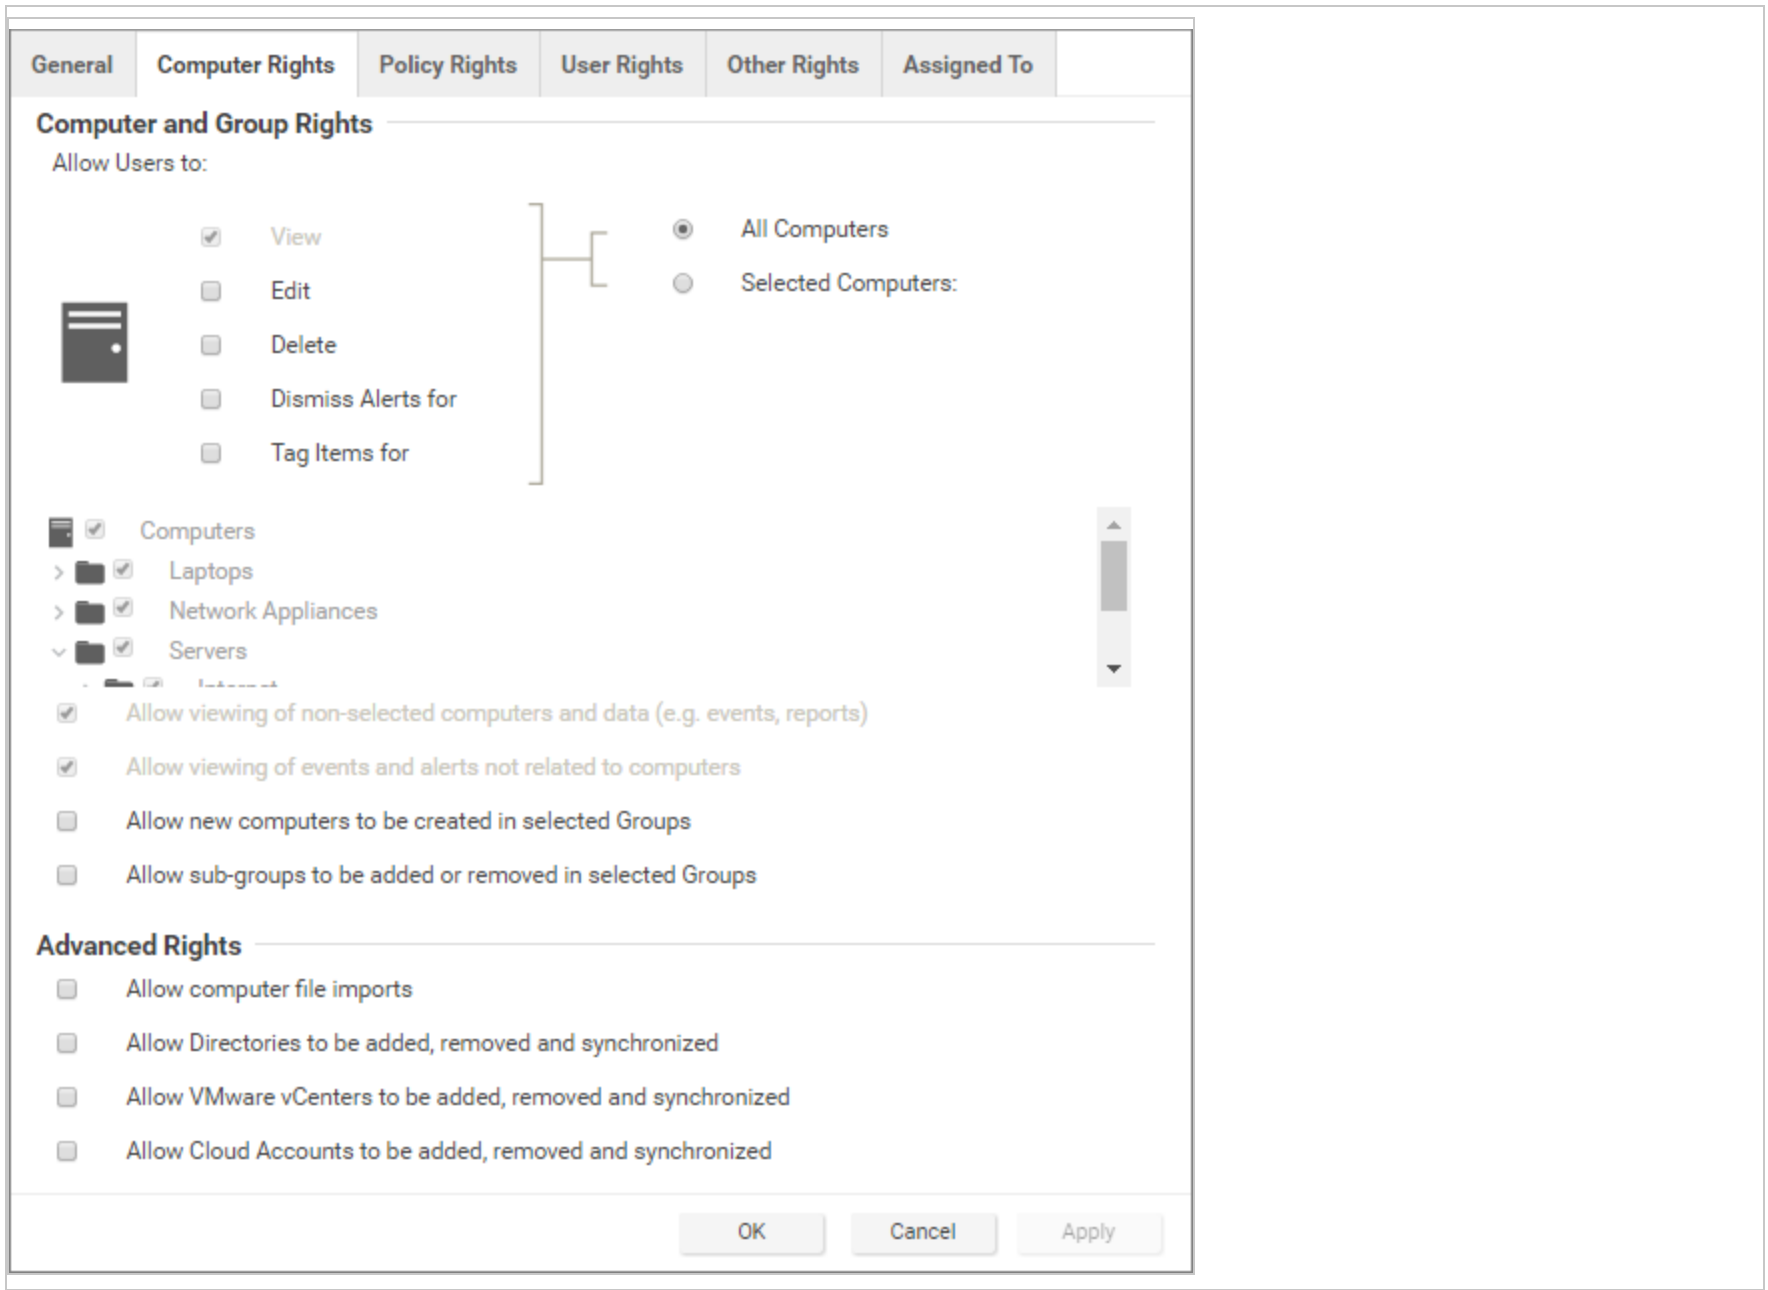 General Computer Rights Policy Rights User Rights Other Rights Assigned To
Computer and Group Rights
Allow Users to:
View
Edit
Delete
Dismiss Alerts for
Tag Items for
All Computers
Selected Computers:
Computers
Laptops
Network Appliances
Servers
Internet
Allow viewing of non-selected computers and data (e.g. events, reports)
Allow viewing of events and alerts not related to computers
Allow new computers to be created in selected Groups
Allow sub-groups to be added or removed in selected Groups
Advanced Rights
Allow computer file imports
Allow Directories to be added, removed and synchronized
Allow VMware vCenters to be added, removed and synchronized
Allow Cloud Accounts to be added, removed and synchronized
OK Cancel Apply